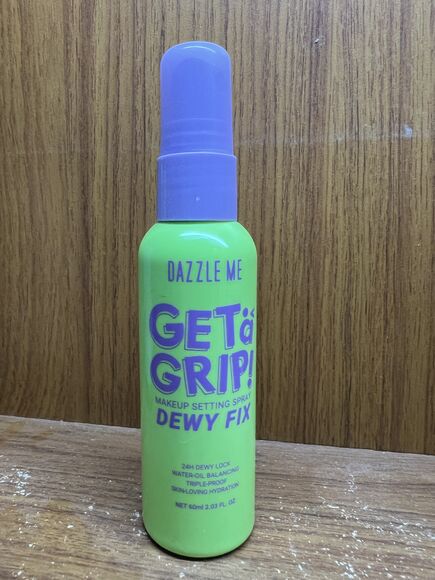 DAZZLE ME
GET a
GRIP!
MAKEUP SETTING SPRAY
DEWY FIX
24H DEWY LOCK
WATER-OIL BALANCING
TRIPLE-PROOF
SKIN-LOVING HYDRATION
NET 60ml 2.03 FL. OZ